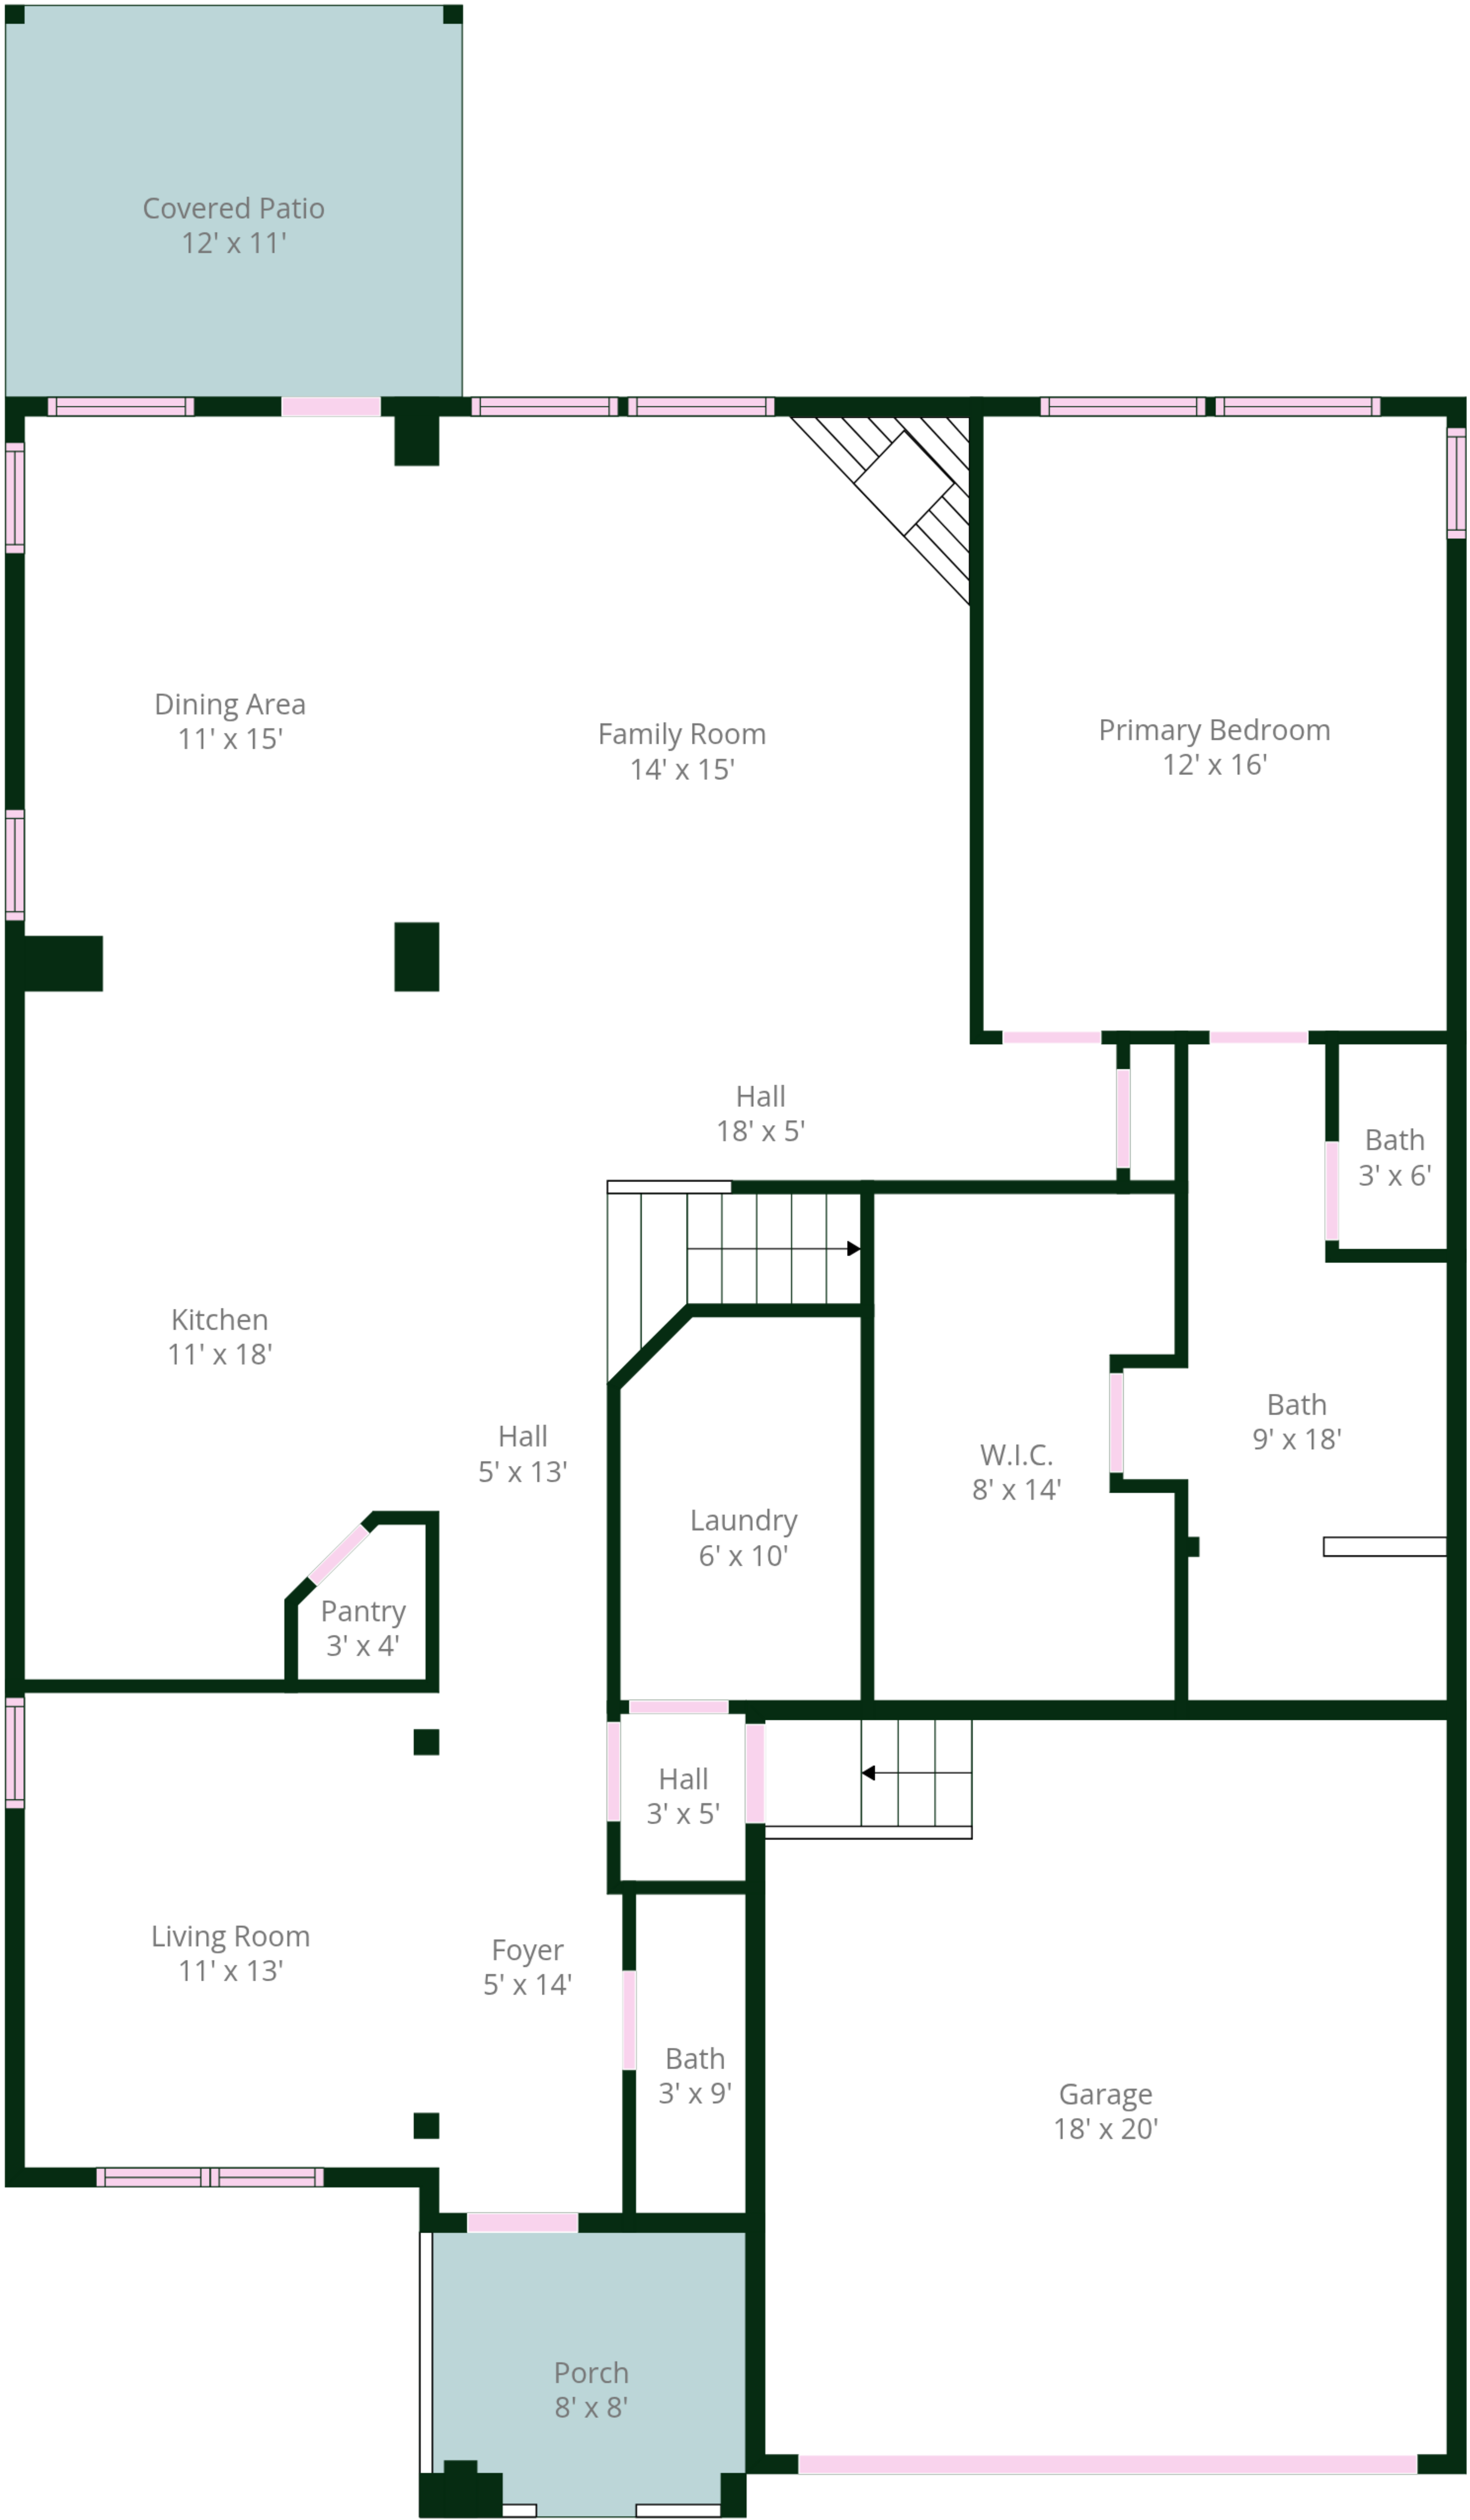 Covered Patio
12' x 11'
Dining Area
11' x 15'
Family Room
14' x 15'
Primary Bedroom
12' x 16'
Hall
18' x 5'
Bath
3' x 6'
Kitchen
11' x 18'
Hall
5' x 13'
Bath
9' x 18'
W.I.C.
8' x 14'
Laundry
6' x 10'
Pantry
3' x 4'
Hall
3' x 5'
Living Room
11' x 13'
Foyer
5' x 14'
Bath
3' x 9'
Garage
18' x 20'
Porch
8' x 8'